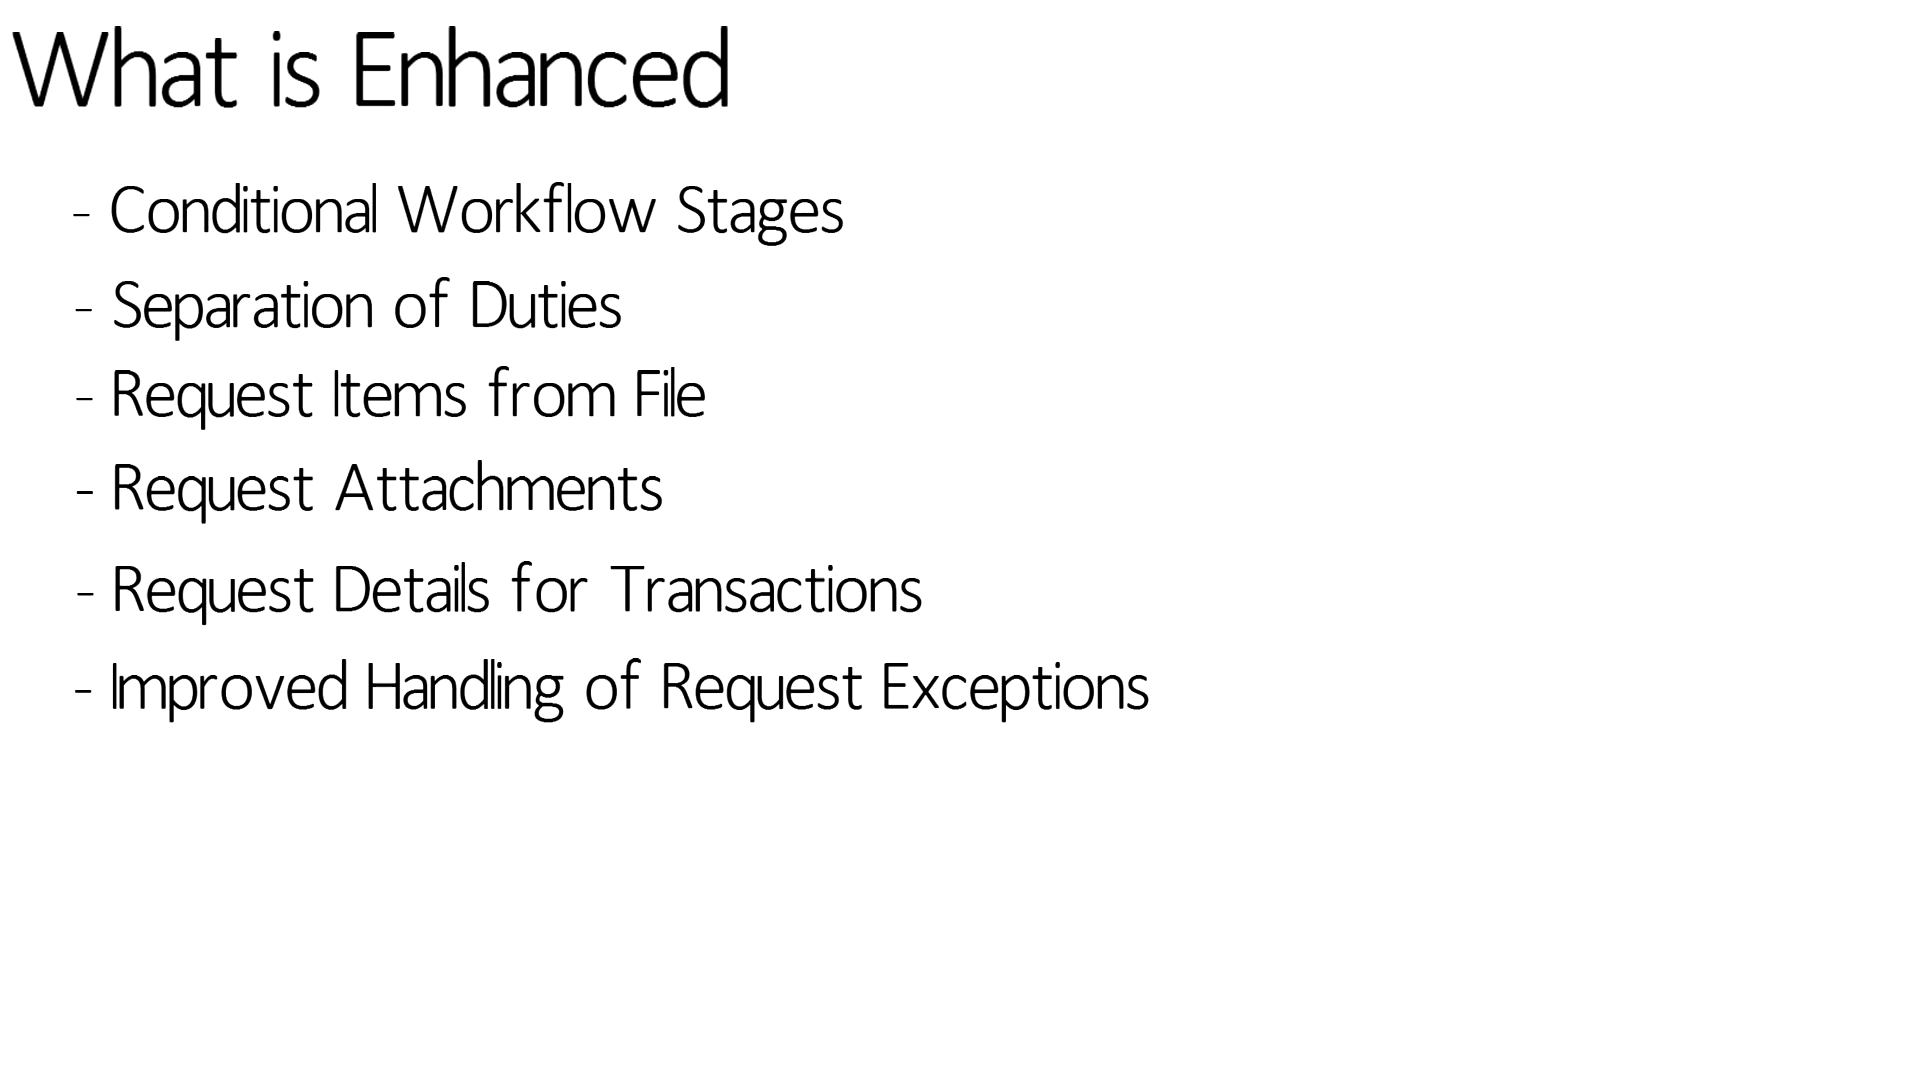 What is Enhanced
- Conditional Workflow Stages
- Separation of Duties
- Request Items from File
- Request Attachments
- Request Details for Transactions
- Improved Handling of Request Exceptions